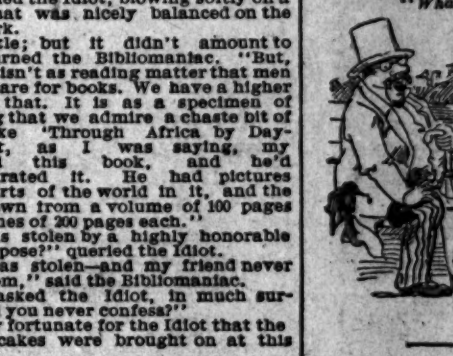 the Idiot, blowing softly on a
hat was nicely balanced on the
rk.
tle; but it didn't amount to
urned the Bibliomaniac. "But,
isn't as reading matter that men
are for books. We have a higher
that. It is as a specimen of
g that we admire a chaste bit of
ke 'Through Africa by Day-
t, as I was saying, my
this book, and he'd
rated it. He had pictures
rts of the world in it, and the
wn from a volume of 100 pages
nes of 200 pages each."
s stolen by a highly honorable
pose?" queried the Idiot.
as stolen—and my friend never
em," said the Bibliomaniac.
asked the Idiot, in much sur-
you never confess?"
fortunate for the Idiot that the
cakes were brought on at this
"Wha